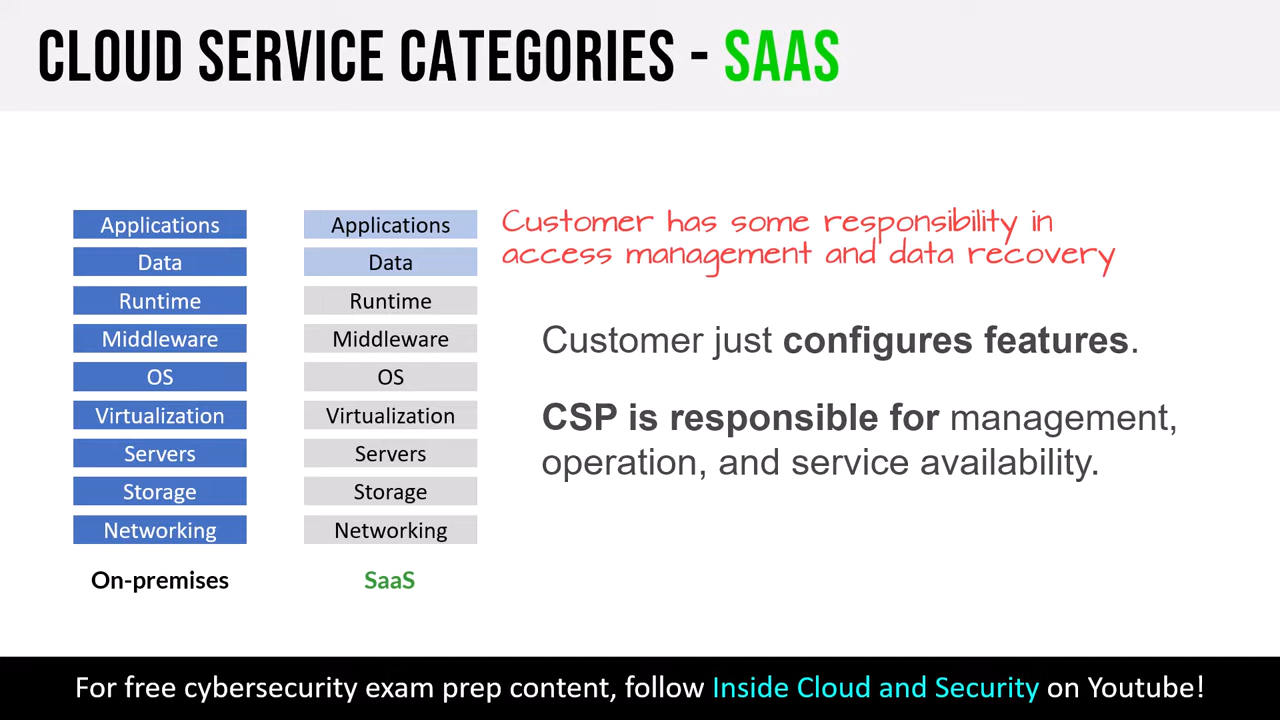 CLOUD SERVICE CATEGORIES - SAAS
Applications
Data
Runtime
Middleware
OS
Virtualization
Servers
Storage
Networking
On-premises
Applications
Data
Runtime
Middleware
OS
Virtualization
Servers
Storage
Networking
SaaS
Customer has some responsibility in
access management and data recovery
Customer just configures features.
CSP is responsible for management,
operation, and service availability.
For free cybersecurity exam prep content, follow Inside Cloud and Security on Youtube!